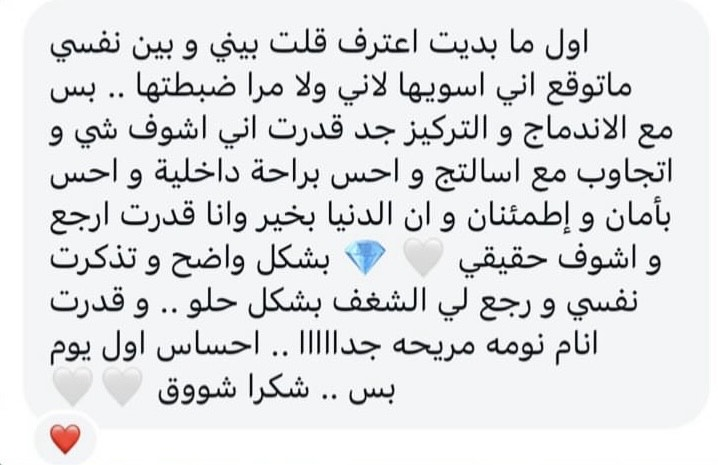 اول ما بديت اعترف قلت بيني و بين نفسي
ماتوقع اني اسويها لاني ولا مرا ضبطتها .. بس
مع الاندماج و التركيز جد قدرت اني اشوف شي و
اتجاوب مع اسالتج و احس براحة داخلية و احس
بأمان و إطمئنان و ان الدنيا بخير وانا قدرت ارجع
و اشوف حقيقي 🤍 💎 بشكل واضح و تذكرت
نفسي و رجع لي الشغف بشكل حلو .. و قدرت
انام نومه مريحه جدااااا .. احساس اول يوم
بس .. شكرا شووق 🤍 🤍
❤️